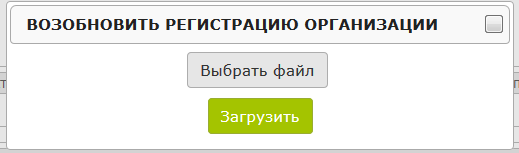 ВОЗОБНОВИТЬ РЕГИСТРАЦИЮ ОРГАНИЗАЦИИ
Выбрать файл
Загрузить